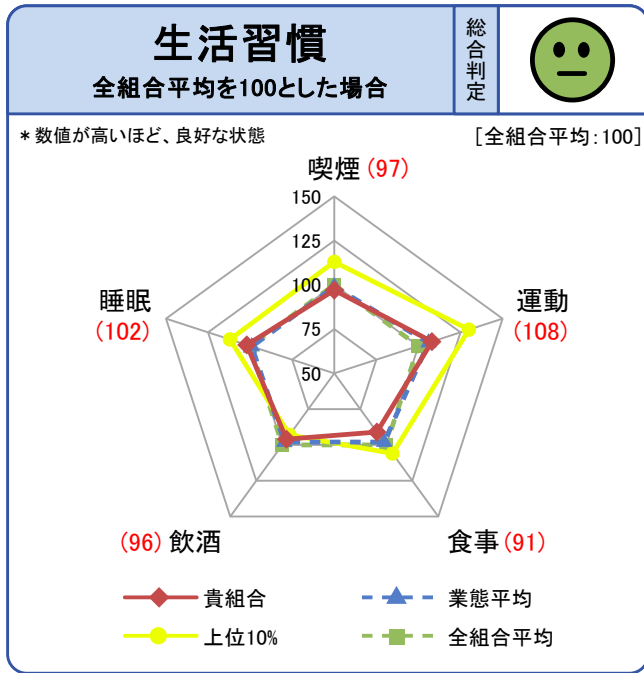 生活習慣
全組合平均を100とした場合
総合判定
*数値が高いほど、良好な状態
[全組合平均:100]
喫煙(97)
150
125
100
75
50
睡眠
(102)
運動
(108)
(96)飲酒
食事(91)
貴組合
業態平均
上位10%
全組合平均